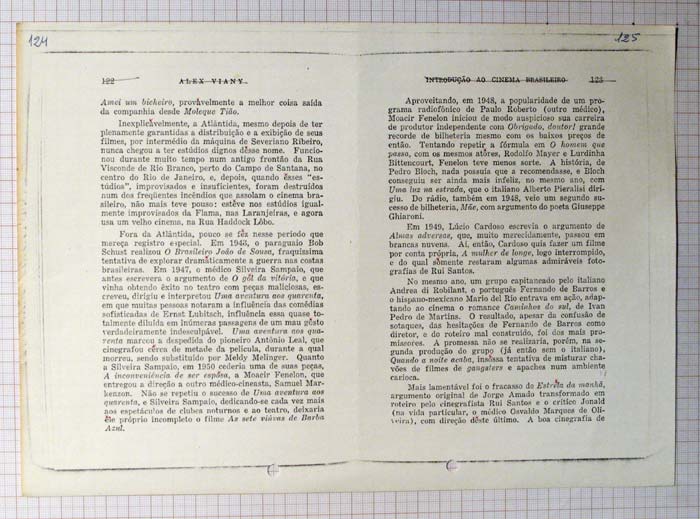 124
122 ALEX VIANY
Amei um bicheiro, provàvelmente a melhor coisa saída
da companhia desde Moleque Tião.
Inexplicàvelmente, a Atlântida, mesmo depois de ter
plenamente garantidas a distribuição e a exibição de seus
filmes, por intermédio da máquina de Severiano Ribeiro,
nunca chegou a ter estúdios dignos dêsse nome. Funcio-
nou durante muito tempo num antigo frontão da Rua
Visconde de Rio Branco, perto do Campo de Santana, no
centro do Rio de Janeiro, e, depois, quando êsses "es-
túdios", improvisados e insuficientes, foram destruídos
num dos freqüentes incêndios que assolam o cinema bra-
sileiro, não mais teve pouso: estêve nos estúdios igual-
mente improvisados da Flama, nas Laranjeiras, e agora
usa um velho cinema, na Rua Haddock Lôbo.
Fora da Atlântida, pouco se fêz nesse período que
mereça registro especial. Em 1943, o paraguaio Bob
Schust realizou O Brasileiro João de Sousa, fraquíssima
tentativa de explorar dramàticamente a guerra nas costas
brasileiras. Em 1947, o médico Silveira Sampaio, que
antes escrevera o argumento de O gôl da vitória, e que
vinha obtendo êxito no teatro com peças maliciosas, es-
creveu, dirigiu e interpretou Uma aventura aos quarenta,
em que muitas pessoas notaram a influência das comédias
sofisticadas de Ernst Lubitsch, influência essa quase to-
talmente diluída em inúmeras passagens de um mau gôsto
verdadeiramente indesculpável. Uma aventura aos qua-
renta marcou a despedida do pioneiro Antônio Leal, que
cinegrafou cêrca de metade da película, durante a qual
morreu, sendo substituído por Meldy Melinger. Quanto
a Silveira Sampaio, em 1950 cederia uma de suas peças,
A inconveniência de ser espôsa, a Moacir Fenelon, que
entregou a direção a outro médico-cineasta, Samuel Mar-
kenzon. Não se repetiu o sucesso de Uma aventura aos
quarenta, e Silveira Sampaio, dedicando-se cada vez mais
aos espetáculos de clubes noturnos e ao teatro, deixaria
de próprio incompleto o filme As sete viúvas de Barba
Azul.
125
INTRODUÇÃO AO CINEMA BRASILEIRO 123
Aproveitando, em 1948, a popularidade de um pro-
grama radiofônico de Paulo Roberto (outro médico),
Moacir Fenelon iniciou de modo auspicioso sua carreira
de produtor independente com Obrigado, doutor! grande
recorde de bilheteria mesmo com os baixos preços de
então. Tentando repetir a fórmula em O homem que
passa, com os mesmos atôres, Rodolfo Mayer e Lurdinha
Bittencourt, Fenelon teve menos sorte. A história, de
Pedro Bloch, nada possuía que a recomendasse, e Bloch
conseguiu ser ainda mais infeliz, no mesmo ano, com
Uma luz na estrada, que o italiano Alberto Pieralisi diri-
giu. Do rádio, também em 1948, veio um segundo su-
cesso de bilheteria, Mãe, com argumento do poeta Giuseppe
Ghiaroni.
Em 1949, Lúcio Cardoso escrevia o argumento de
Almas adversas, que, muito merecidamente, passou em
brancas nuvens. Aí, então, Cardoso quis fazer um filme
por conta própria, A mulher de longe, logo interrompido,
e do qual sòmente restaram algumas admiráveis foto-
grafias de Rui Santos.
No mesmo ano, um grupo capitaneado pelo italiano
Andrea di Robilant, o português Fernando de Barros e
o hispano-mexicano Mario del Rio entrava em ação, adap-
tando ao cinema o romance Caminhos do sul, de Ivan
Pedro de Martins. O resultado, apesar da confusão de
sotaques, das hesitações de Fernando de Barros como
diretor, e do roteiro mal construído, foi dos mais pro-
missores. A promessa não se realizaria, porém, na se-
gunda produção do grupo (já então sem o italiano),
Quando a noite acaba, insôssa tentativa de misturar cha-
vões de filmes de gangsters e apaches num ambiente
carioca.
Mais lamentável foi o fracasso de Estrêla da manhã,
argumento original de Jorge Amado transformado em
roteiro pelo cinegrafista Rui Santos e o crítico Jonald
(na vida particular, o médico Osvaldo Marques de Oli-
veira), com direção dêste último. A boa cinegrafia de